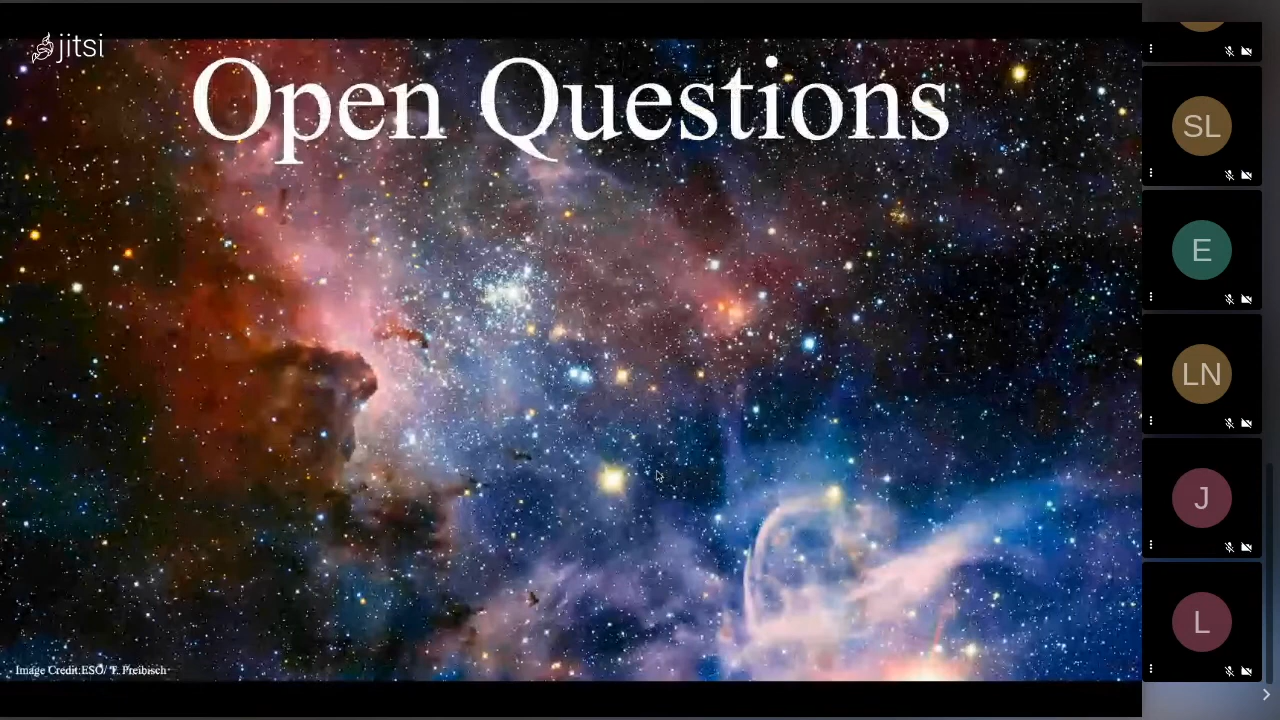 jitsi
Open Questions
SL
E
LN
J
L
Image Credit:ESO/ T. Preibisch